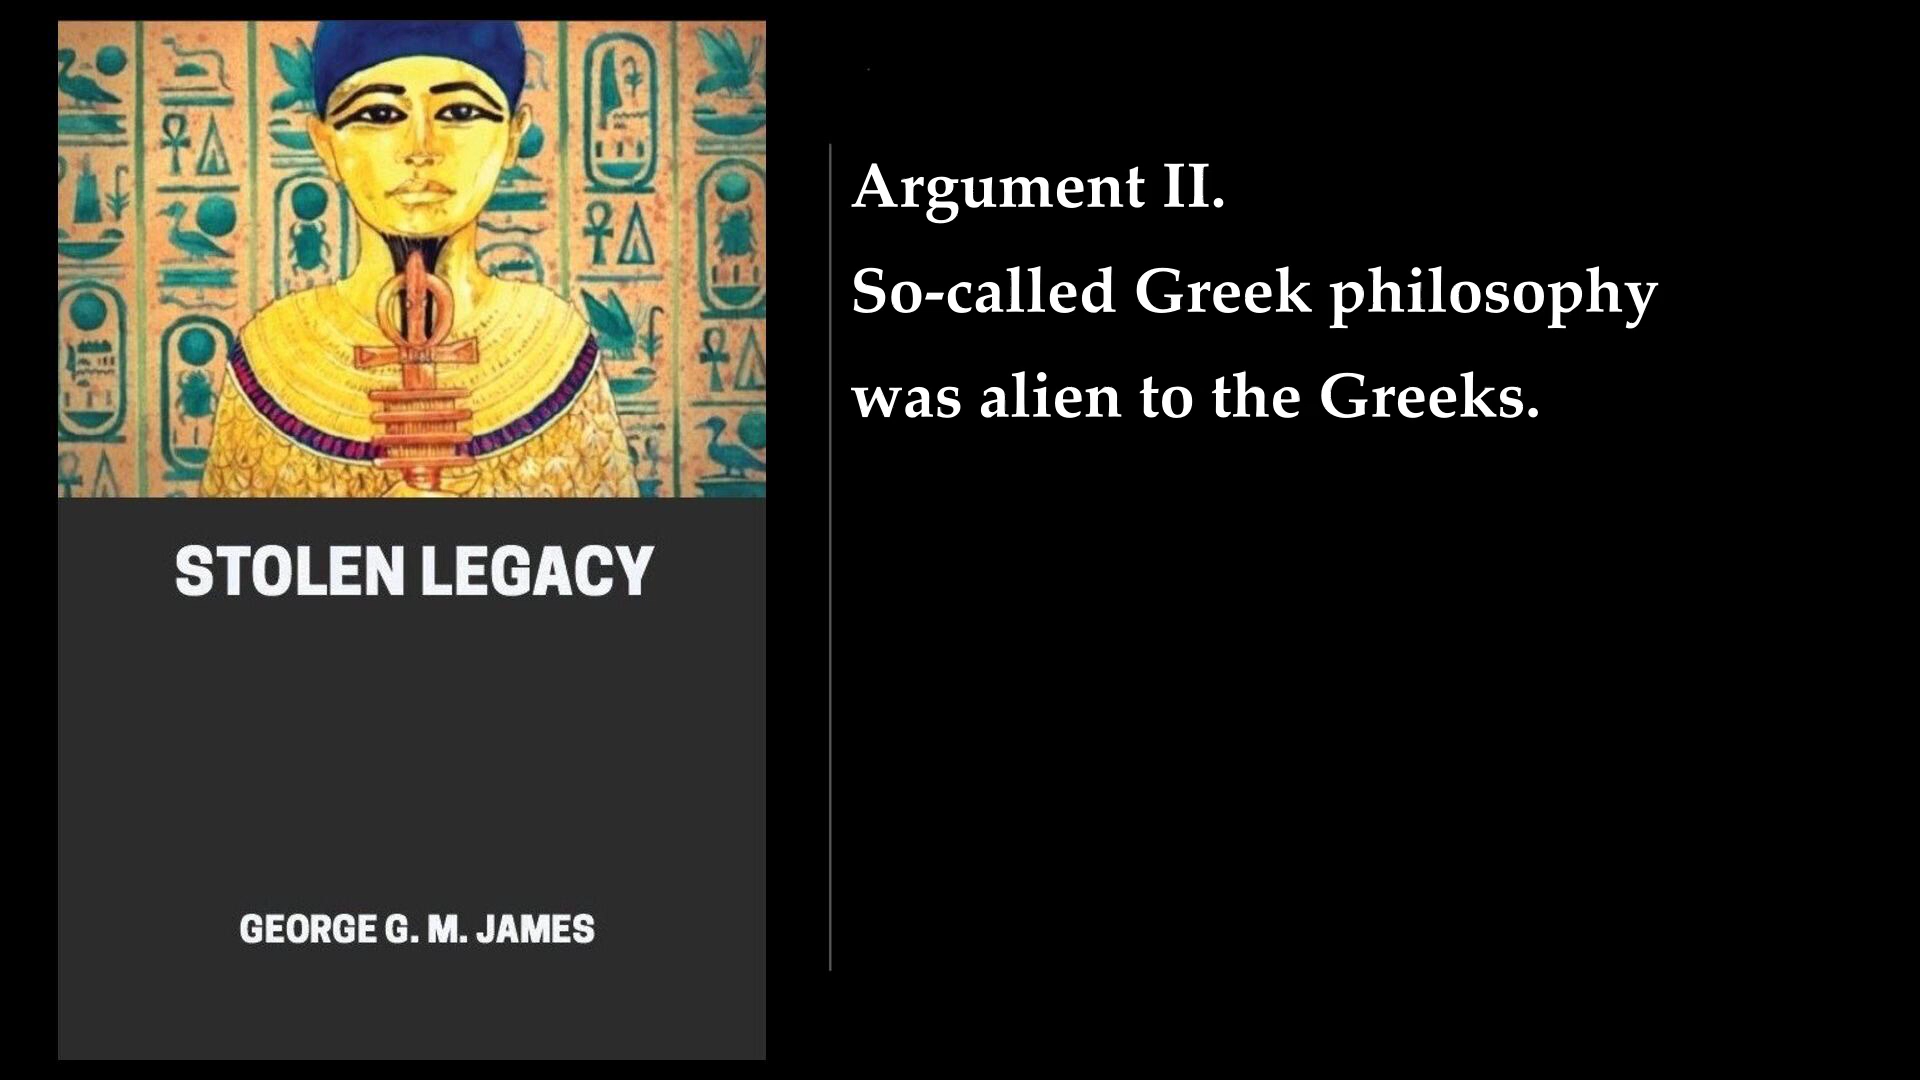 STOLEN LEGACY
GEORGE G. M. JAMES
Argument II.
So-called Greek philosophy
was alien to the Greeks.